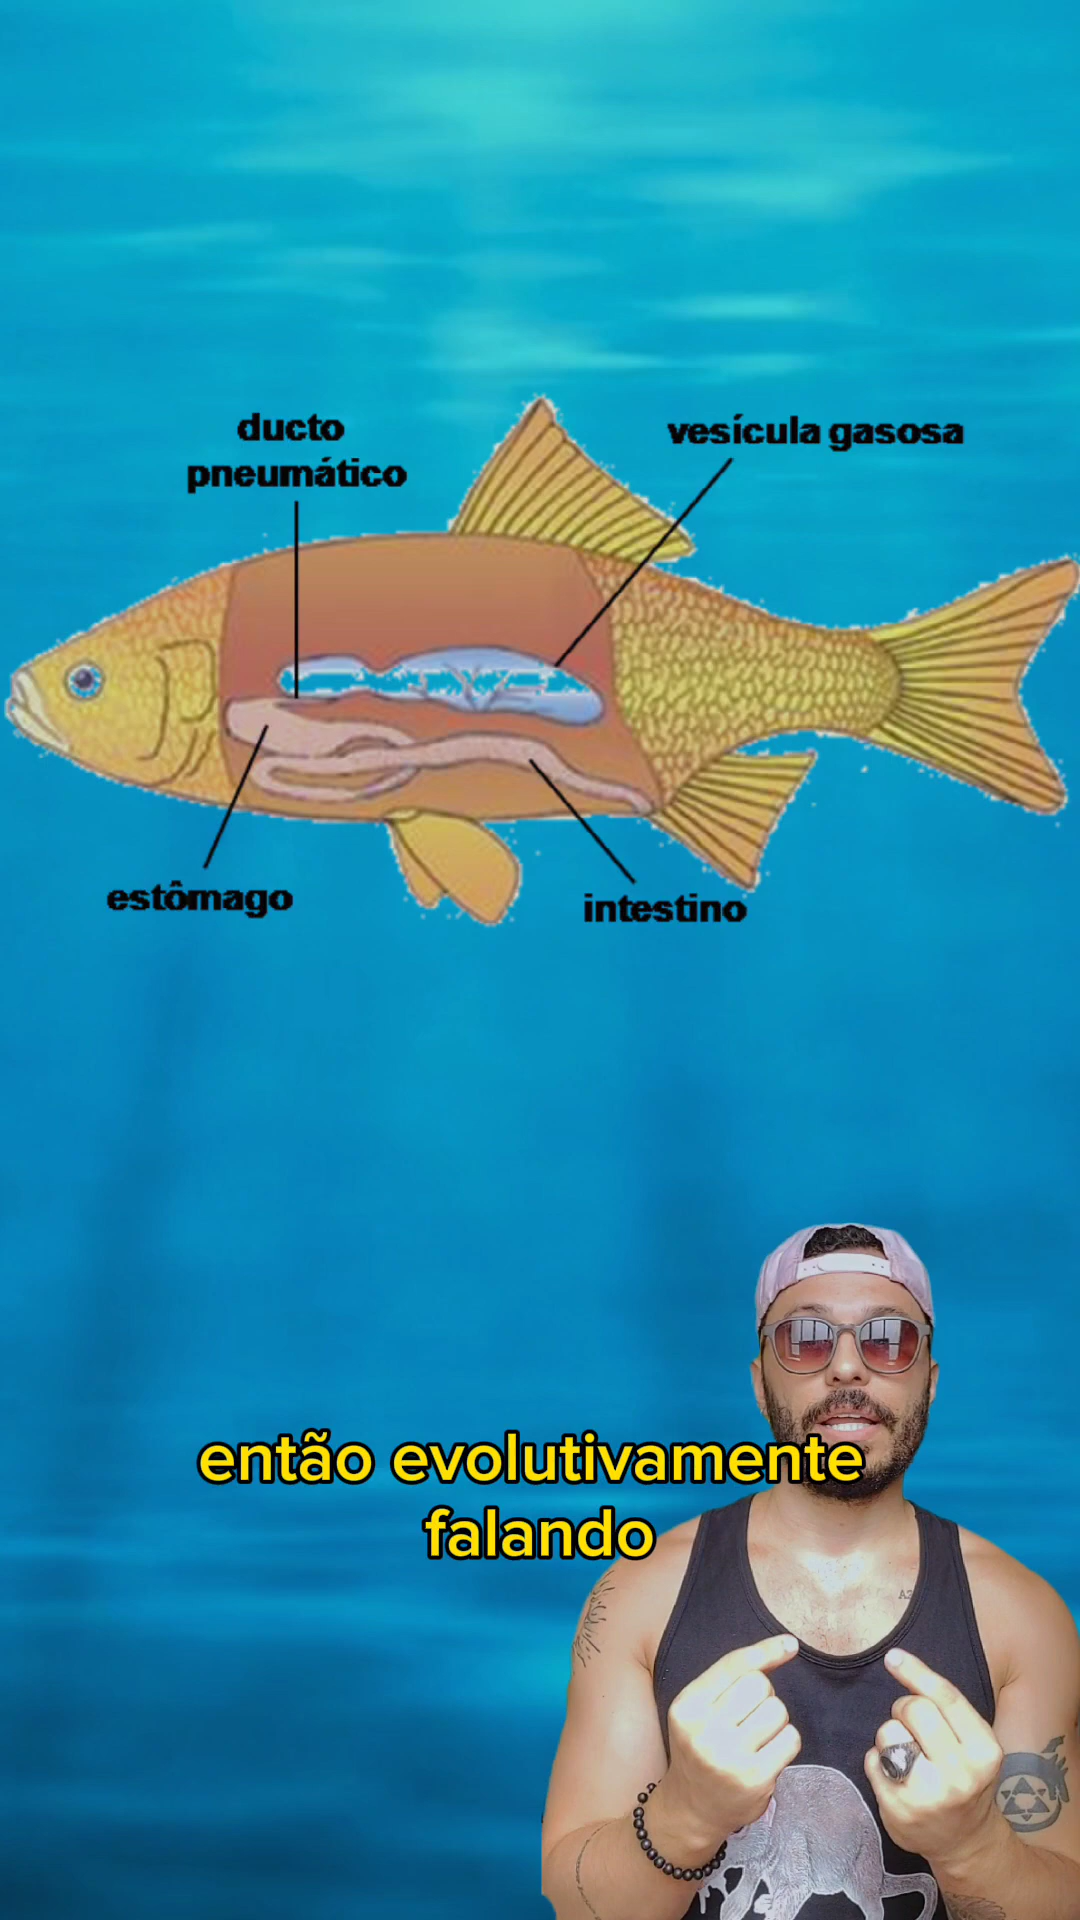 ducto
pneumático
vesícula gasosa
estômago
intestino
então evolutivamente
falando